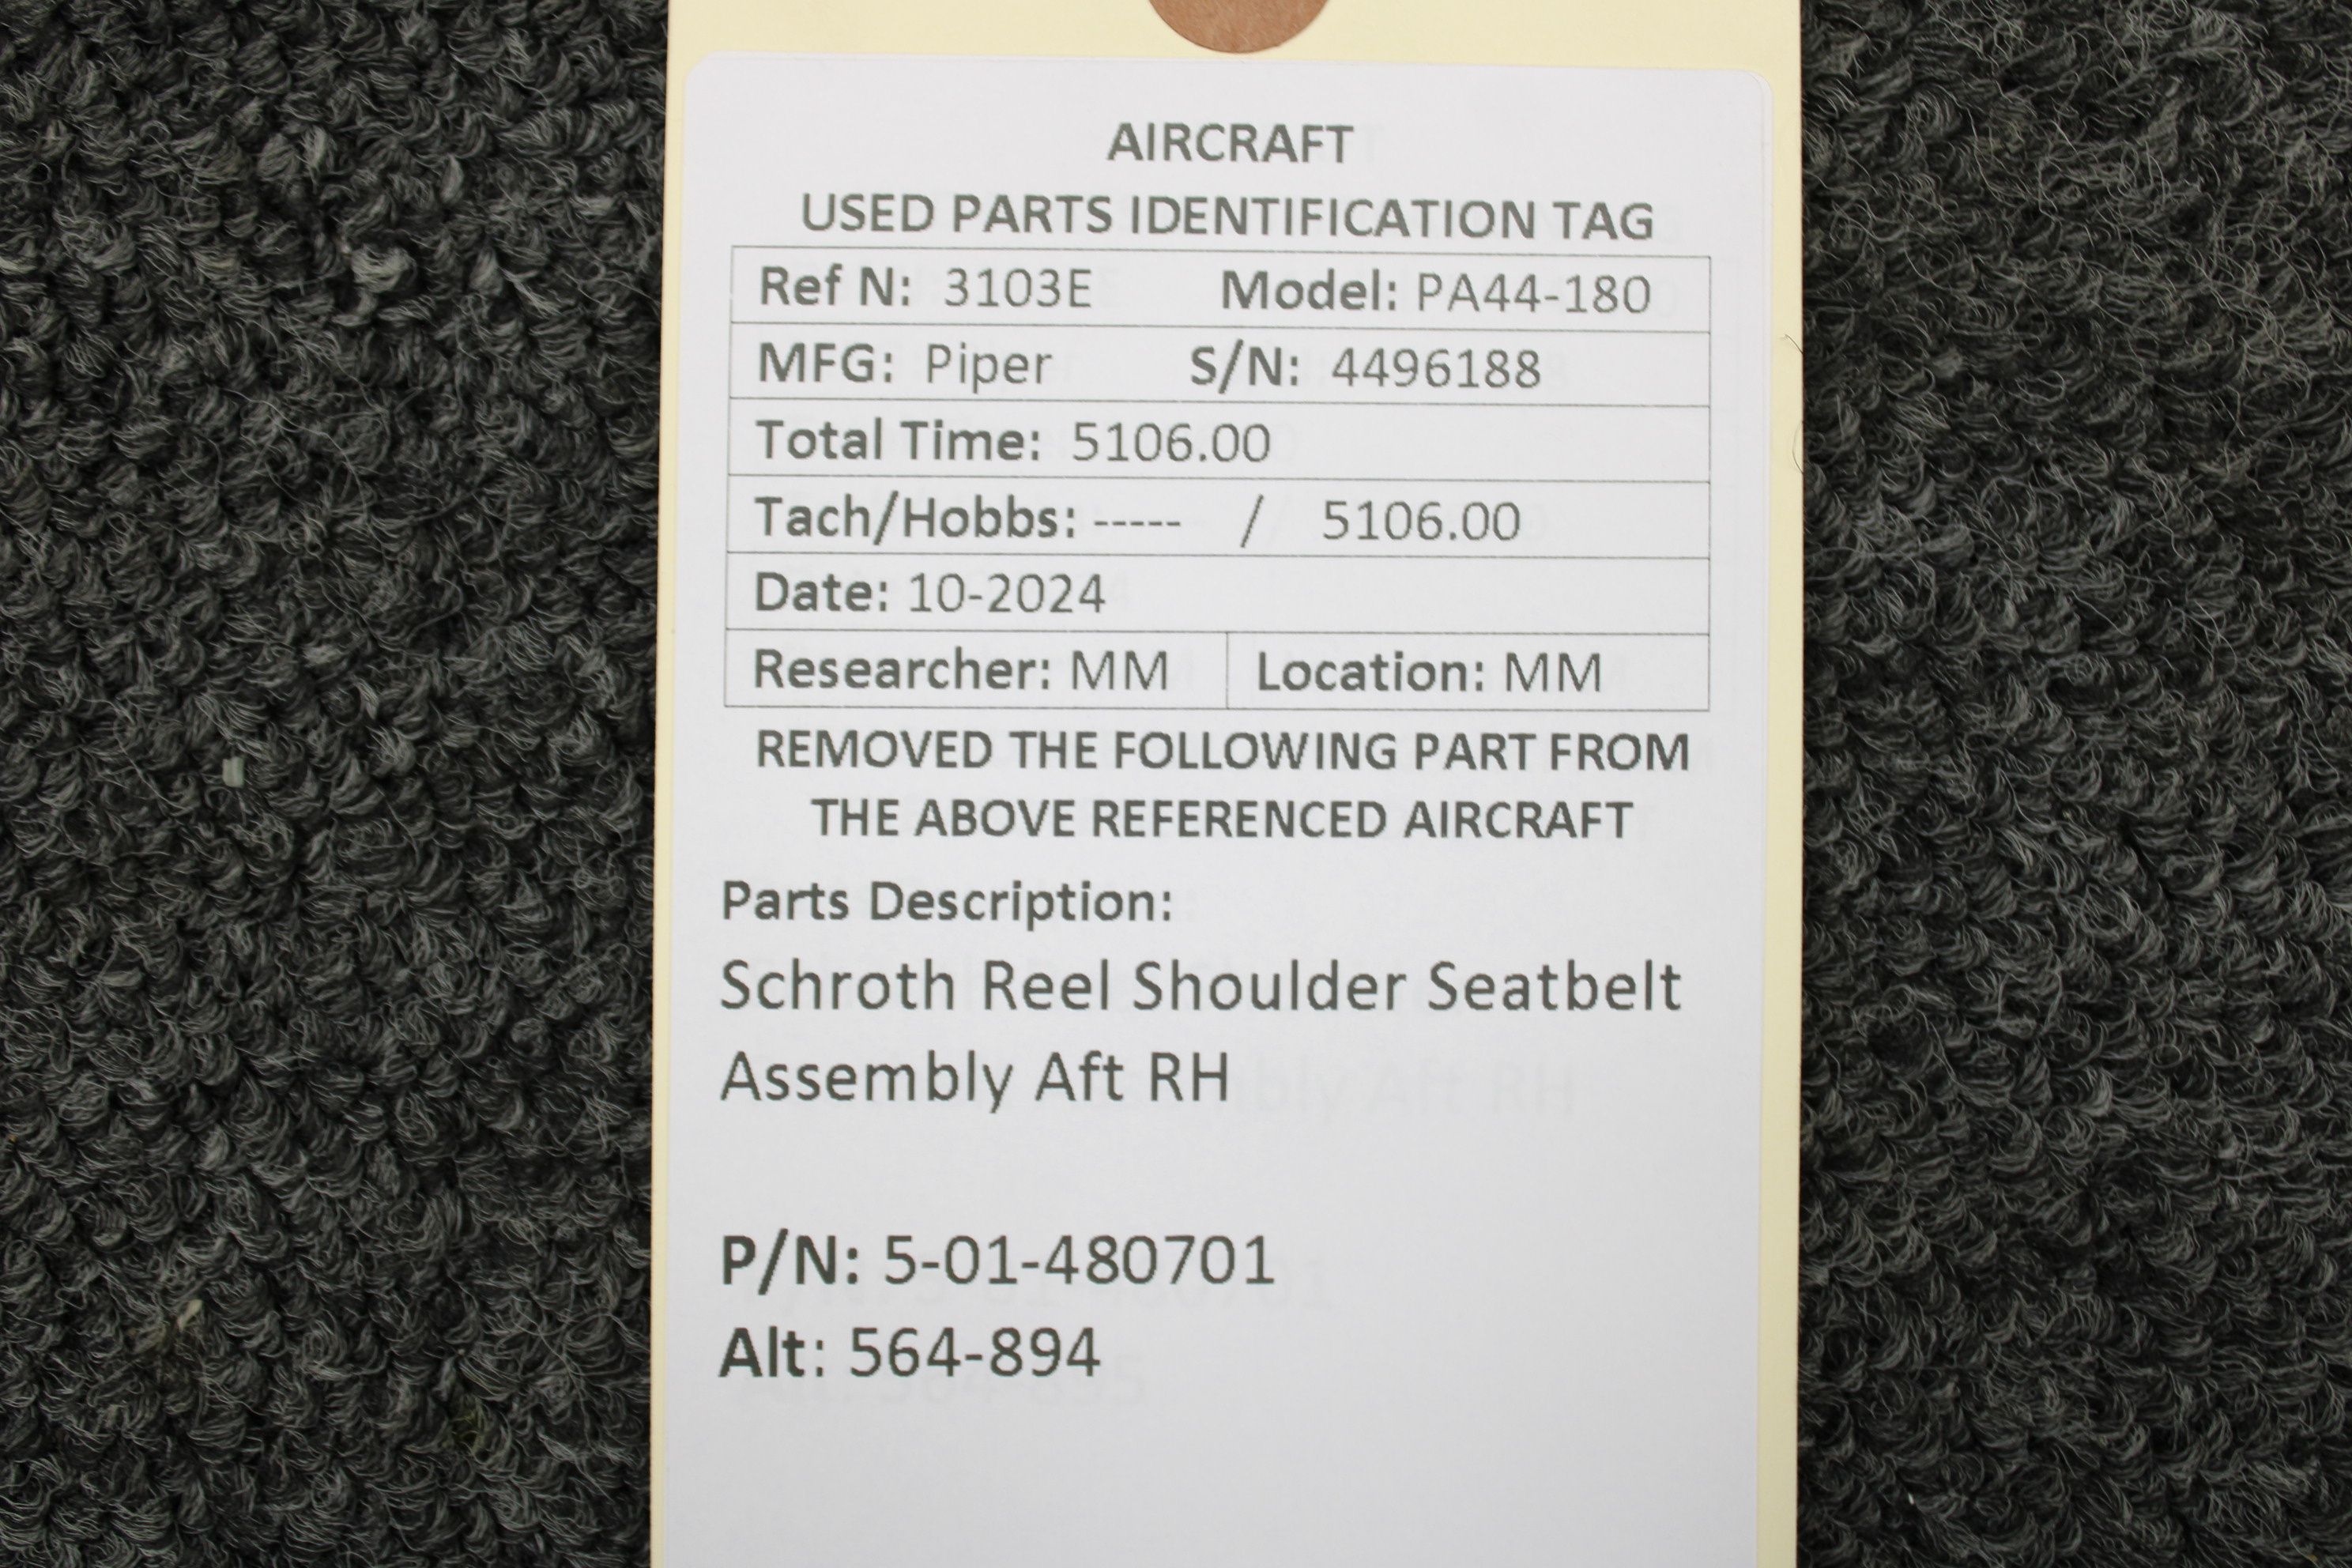 AIRCRAFT
USED PARTS IDENTIFICATION TAG
Ref N: 3103E Model: PA44-180
MFG: Piper S/N: 4496188
Total Time: 5106.00
Tach/Hobbs: ----- / 5106.00
Date: 10-2024
Researcher: MM Location: MM
REMOVED THE FOLLOWING PART FROM
THE ABOVE REFERENCED AIRCRAFT
Parts Description:
Schroth Reel Shoulder Seatbelt
Assembly Aft RH
P/N: 5-01-480701
Alt: 564-894